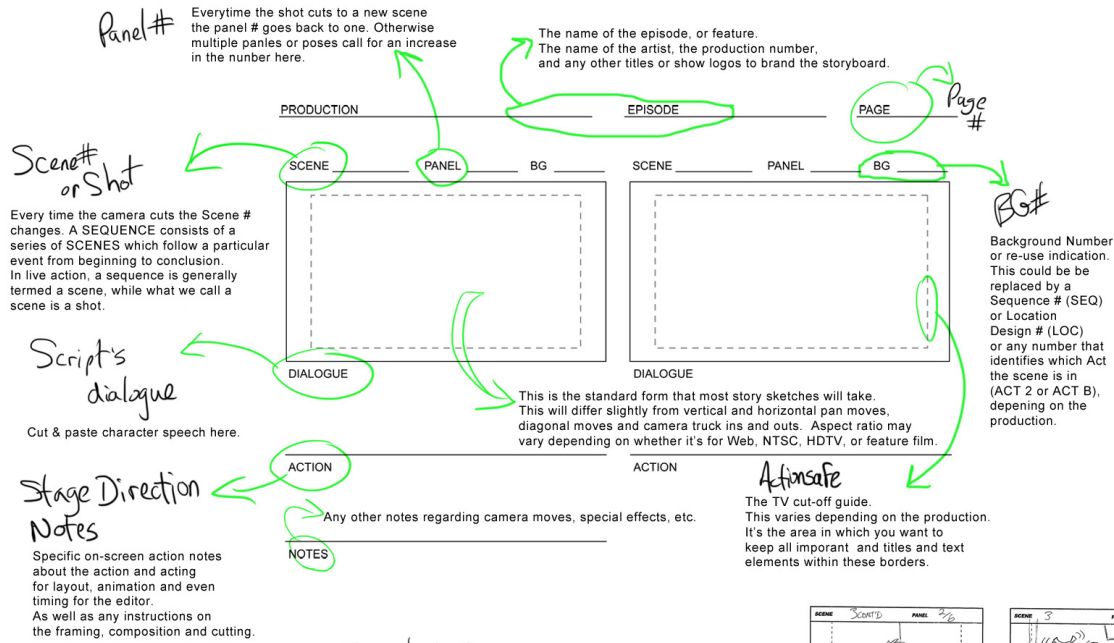 Panel#
Everytime the shot cuts to a new scene
the panel # goes back to one. Otherwise
multiple panles or poses call for an increase
in the nunber here.
The name of the episode, or feature.
The name of the artist, the production number,
and any other titles or show logos to brand the storyboard.
PRODUCTION
EPISODE
PAGE
Page
#
Scene#
or Shot
Every time the camera cuts the Scene #
changes. A SEQUENCE consists of a
series of SCENES which follow a particular
event from beginning to conclusion.
In live action, a sequence is generally
termed a scene, while what we call a
scene is a shot.
SCENE PANEL BG
SCENE PANEL BG
BG#
Background Number
or re-use indication.
This could be be
replaced by a
Sequence # (SEQ)
or Location
Design # (LOC)
or any number that
identifies which Act
the scene is in
(ACT 2 or ACT B),
depening on the
production.
Script's
dialogue
Cut & paste character speech here.
DIALOGUE
DIALOGUE
This is the standard form that most story sketches will take.
This will differ slightly from vertical and horizontal pan moves,
diagonal moves and camera truck ins and outs. Aspect ratio may
vary depending on whether it's for Web, NTSC, HDTV, or feature film.
ACTION
ACTION
Stage Direction
Notes
Specific on-screen action notes
about the action and acting
for layout, animation and even
timing for the editor.
As well as any instructions on
the framing, composition and cutting.
Any other notes regarding camera moves, special effects, etc.
NOTES
Actionsafe
The TV cut-off guide.
This varies depending on the production.
It's the area in which you want to
keep all imporant and titles and text
elements within these borders.
SCENE 3CONT'D PANEL 2/6
SCENE 3